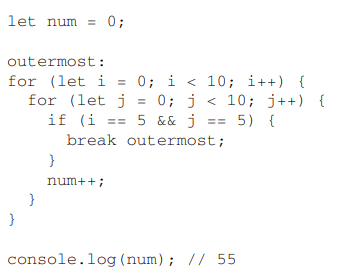 let num = 0;

outermost:
for (let i = 0; i < 10; i++) {
  for (let j = 0; j < 10; j++) {
    if (i == 5 && j == 5) {
      break outermost;
    }
    num++;
  }
}

console.log(num); // 55